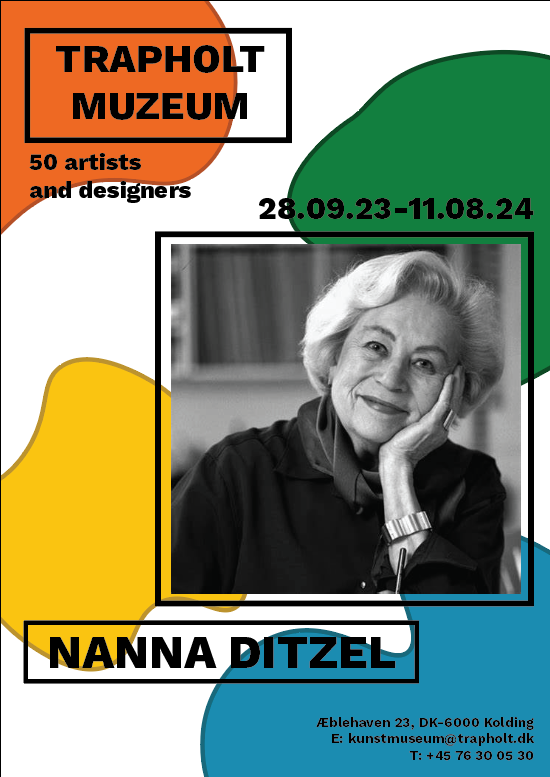 TRAPHOLT
MUZEUM
50 artists
and designers
28.09.23-11.08.24
NANNA DITZEL
Æblehaven 23, DK-6000 Kolding
E: kunstmuseum@trapholt.dk
T: +45 76 30 05 30